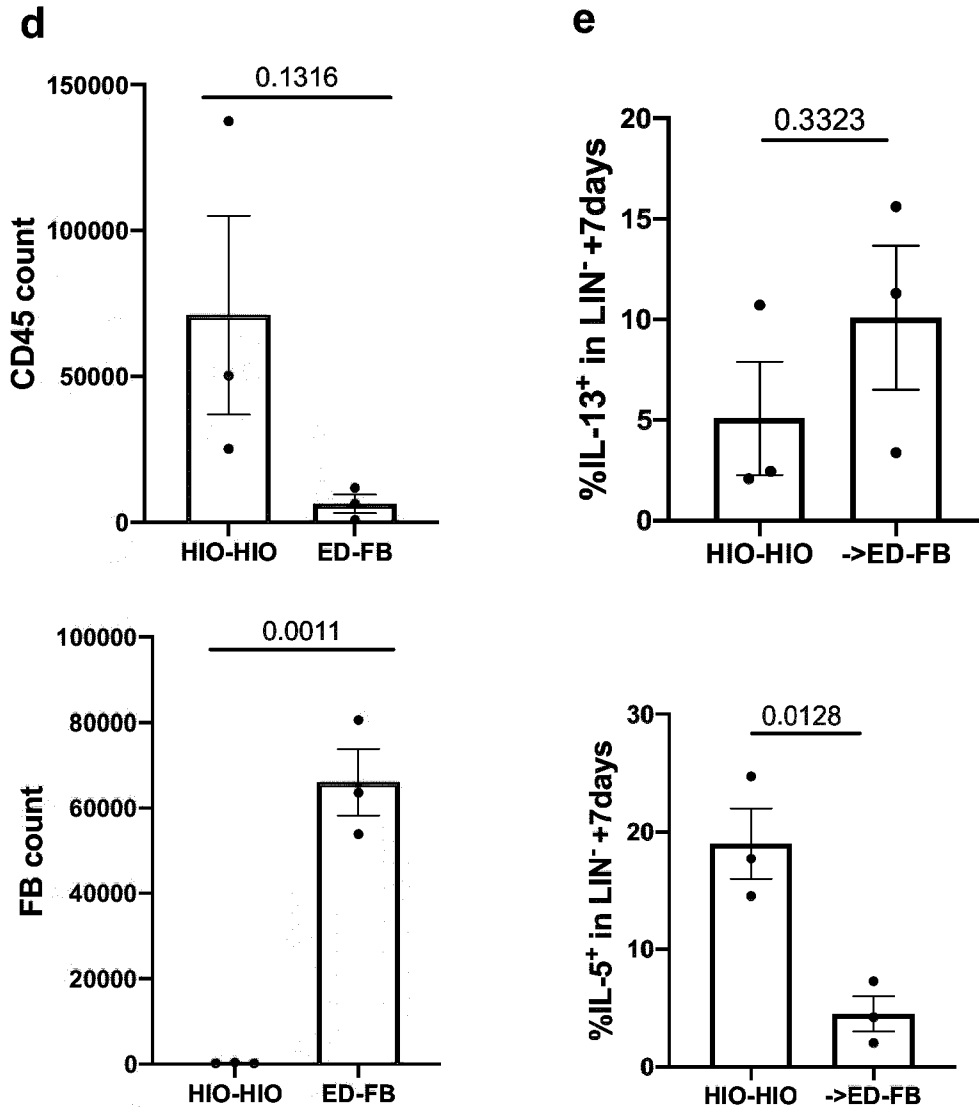 d
0.1316
150000
100000
50000
0
CD45 count
HIO-HIO
ED-FB
0.0011
100000
80000
60000
40000
20000
0
FB count
HIO-HIO
ED-FB
e
0.3323
20
15
10
5
0
%IL-13⁺ in LIN⁻ +7days
HIO-HIO
->ED-FB
0.0128
30
20
10
0
%IL-5⁺ in LIN⁻ +7days
HIO-HIO
->ED-FB